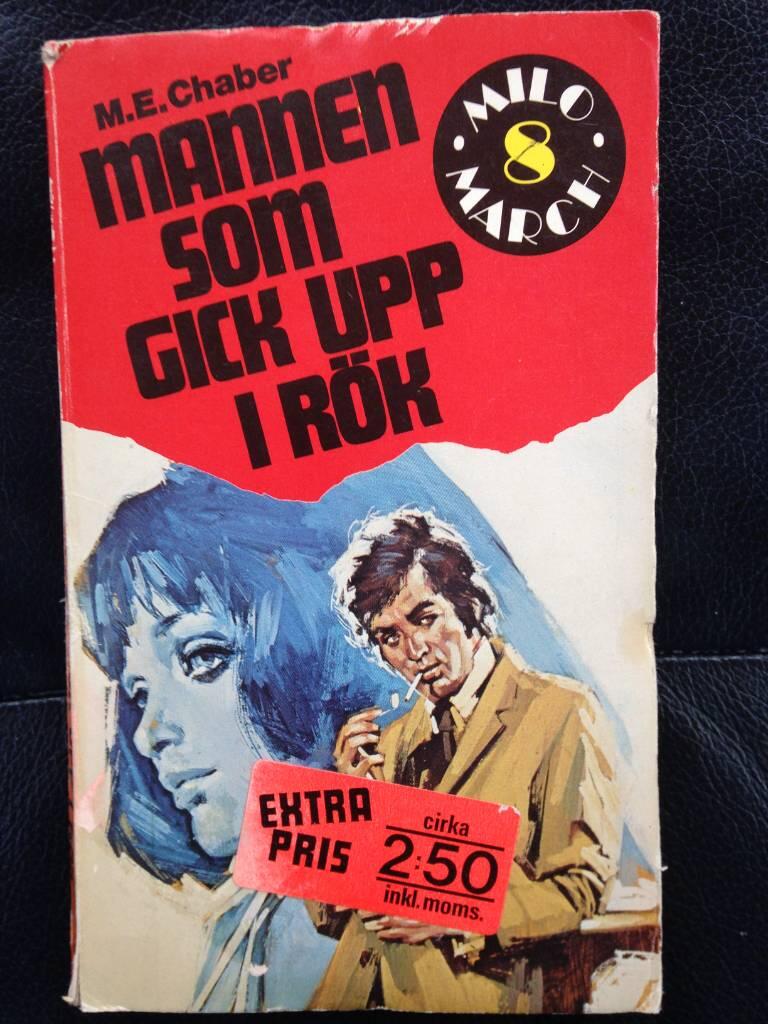 M.E.Chaber
MANNEN
SOM
GICK UPP
I RÖK
MILO
8
MARCH
EXTRA
PRIS
cirka
2:50
inkl.moms.